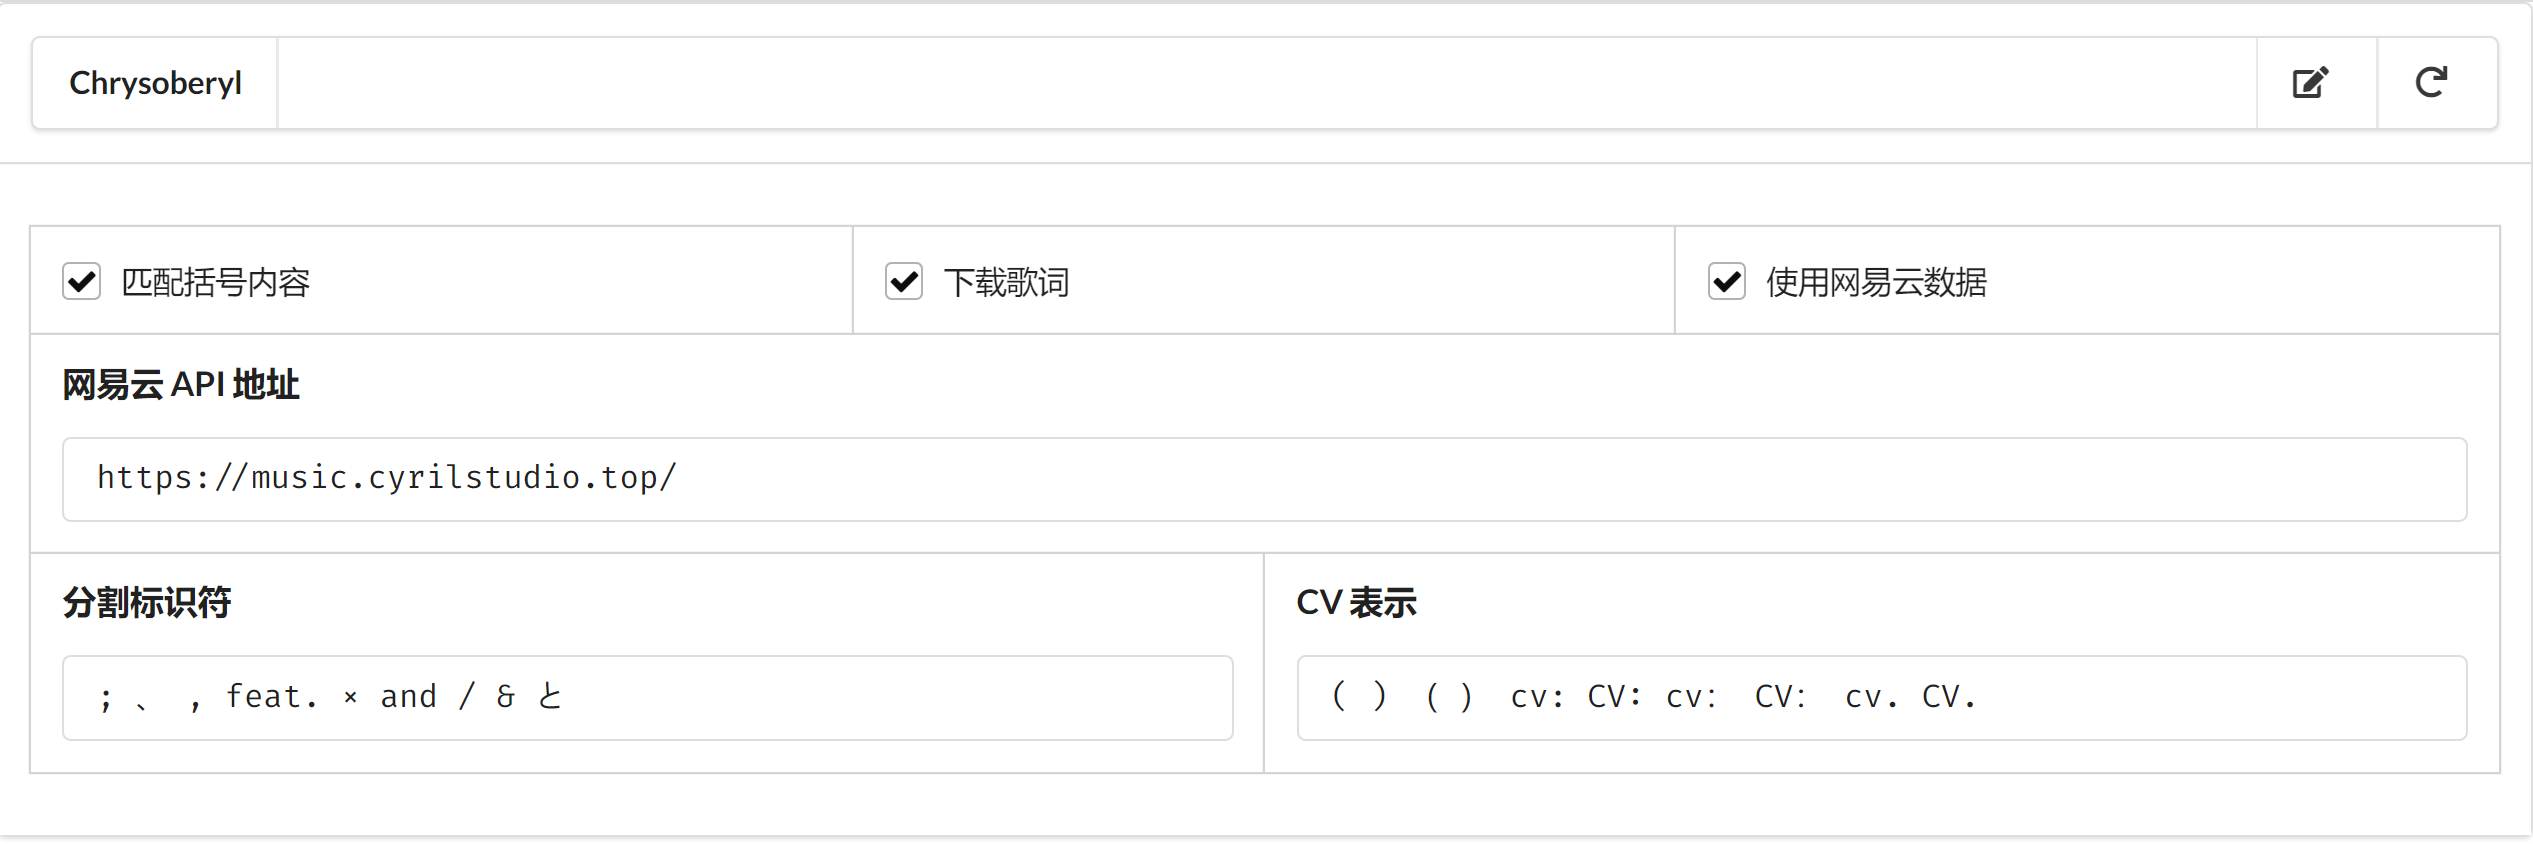 Chrysoberyl
匹配括号内容
下载歌词
使用网易云数据
网易云 API 地址
https://music.cyrilstudio.top/
分割标识符
CV 表示
; 、 , feat. × and / & と
（ ） ( ) cv: CV: cv： CV： cv. CV.